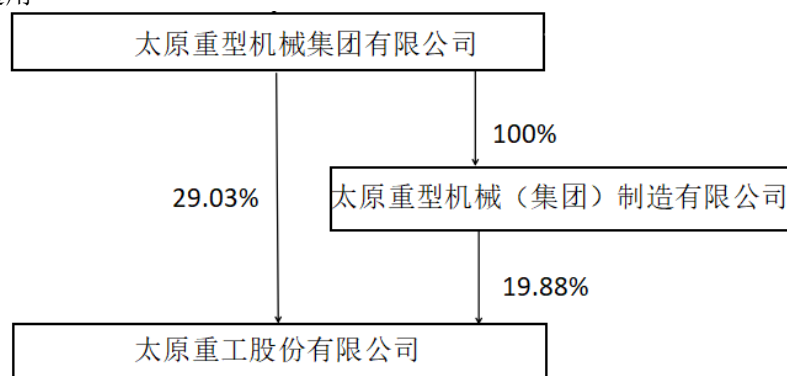 太原重型机械集团有限公司
100%
29.03%
太原重型机械（集团）制造有限公司
19.88%
太原重工股份有限公司